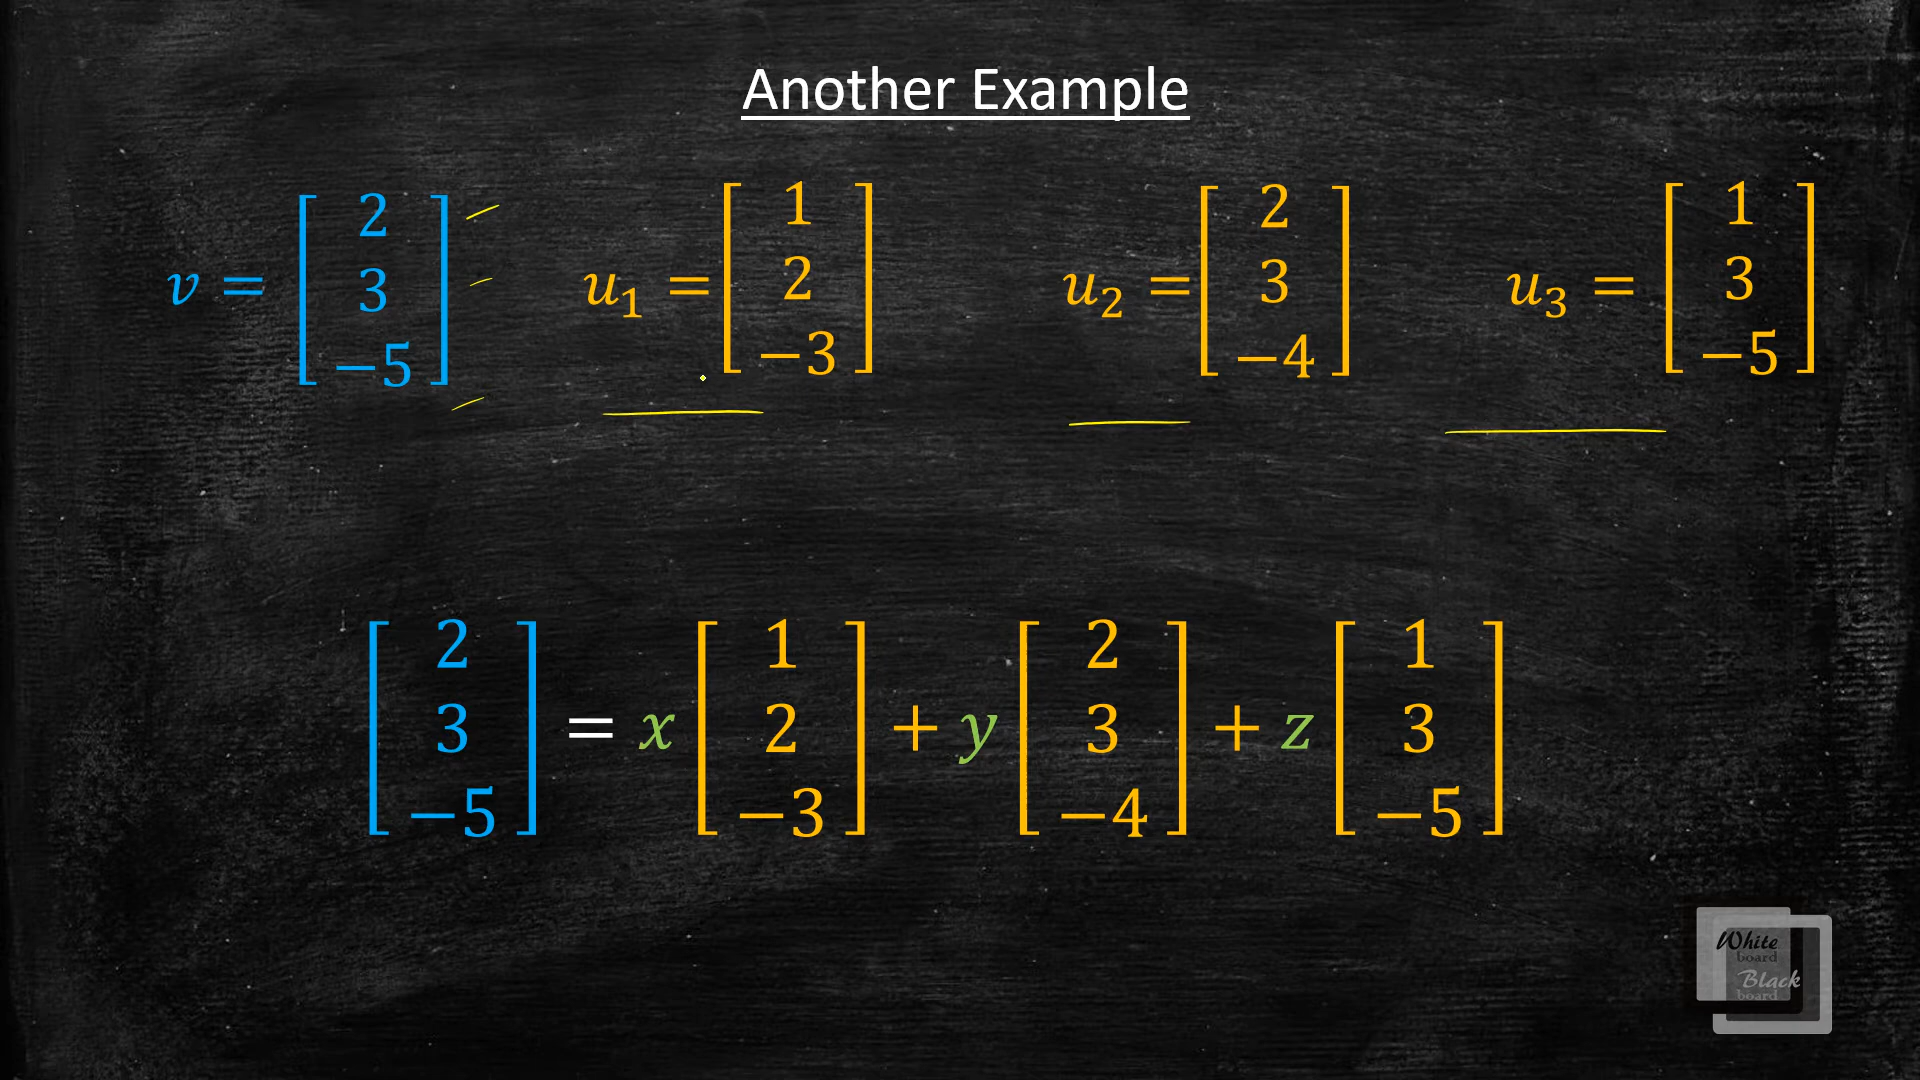 Another Example
v = [ 2 3 −5 ] u₁ = [ 1 2 −3 ] u₂ = [ 2 3 −4 ] u₃ = [ 1 3 −5 ]
[ 2 3 −5 ] = x [ 1 2 −3 ] + y [ 2 3 −4 ] + z [ 1 3 −5 ]
White
board
Black
board